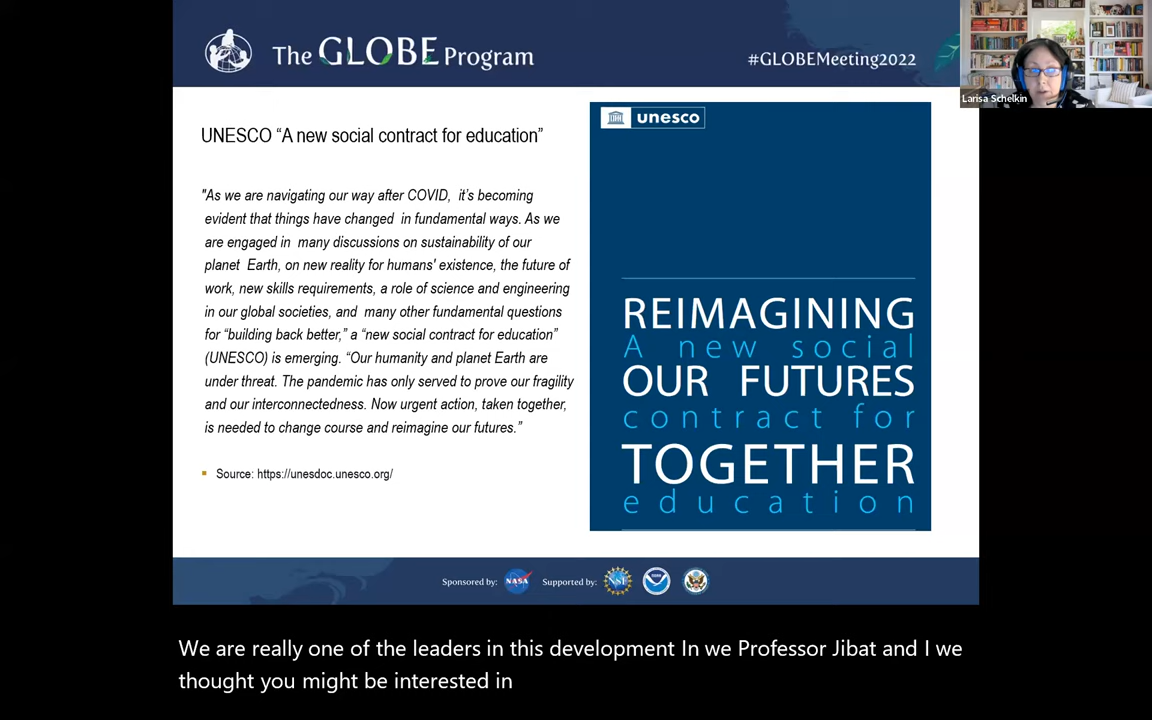 The GLOBE Program
#GLOBEMeeting2022
Larisa Schelkin
UNESCO “A new social contract for education”
"As we are navigating our way after COVID, it’s becoming
evident that things have changed in fundamental ways. As we
are engaged in many discussions on sustainability of our
planet Earth, on new reality for humans' existence, the future of
work, new skills requirements, a role of science and engineering
in our global societies, and many other fundamental questions
for “building back better,” a “new social contract for education”
(UNESCO) is emerging. “Our humanity and planet Earth are
under threat. The pandemic has only served to prove our fragility
and our interconnectedness. Now urgent action, taken together,
is needed to change course and reimagine our futures.”
Source: https://unesdoc.unesco.org/
unesco
REIMAGINING
A new social
OUR FUTURES
contract for
TOGETHER
education
Sponsored by: NASA Supported by: NSF
We are really one of the leaders in this development In we Professor Jibat and I we
thought you might be interested in